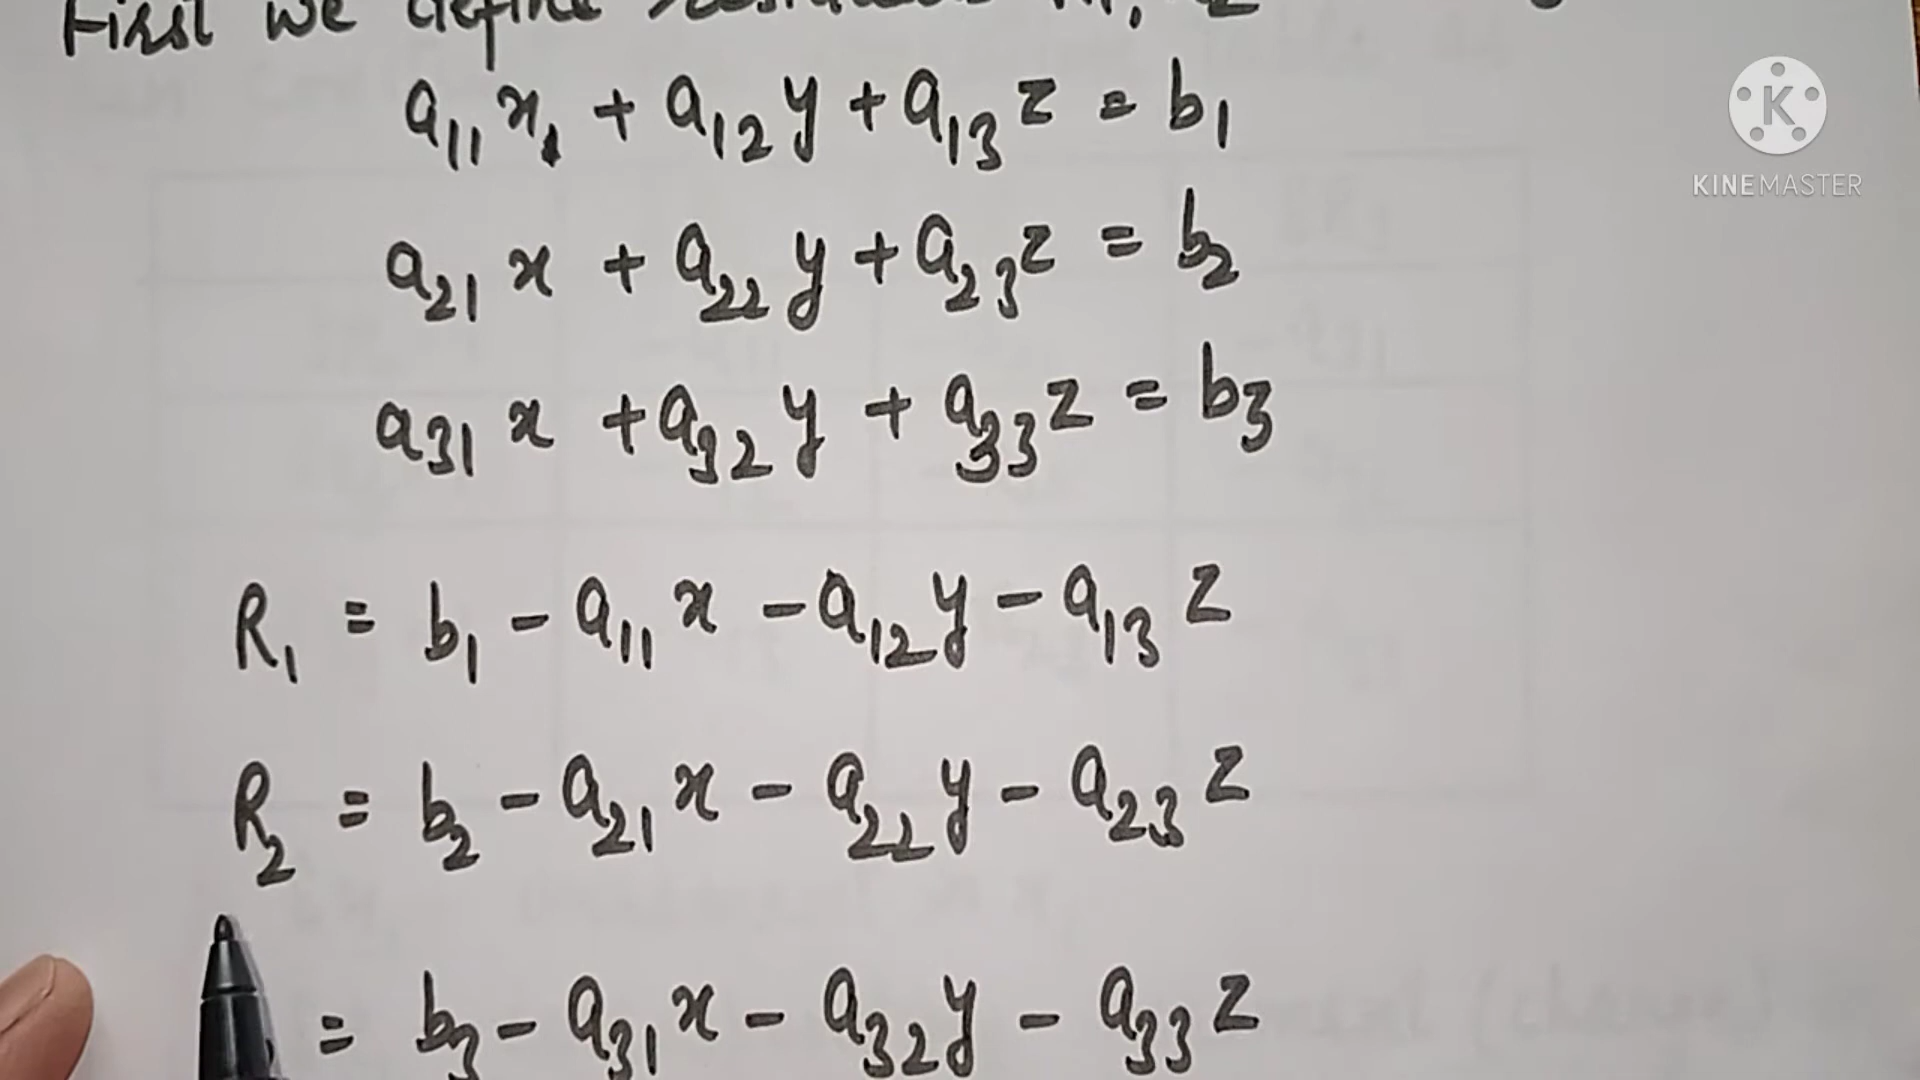 First we define
a₁₁x₁ + a₁₂y + a₁₃z = b₁
a₂₁x + a₂₂y + a₂₃z = b₂
a₃₁x + a₃₂y + a₃₃z = b₃
R₁ = b₁ - a₁₁x - a₁₂y - a₁₃z
R₂ = b₂ - a₂₁x - a₂₂y - a₂₃z
= b₃ - a₃₁x - a₃₂y - a₃₃z
K
KINEMASTER